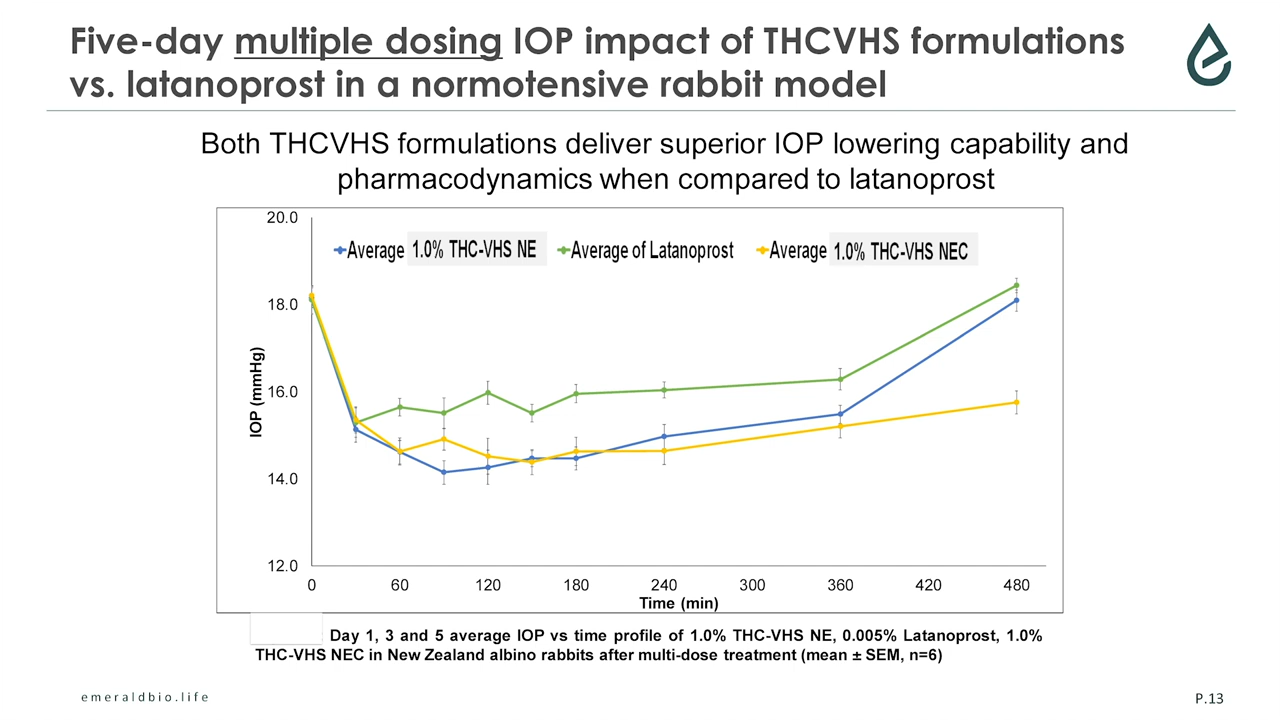 Five-day multiple dosing IOP impact of THCVHS formulations
vs. latanoprost in a normotensive rabbit model
Both THCVHS formulations deliver superior IOP lowering capability and
pharmacodynamics when compared to latanoprost
20.0
Average 1.0% THC-VHS NE Average of Latanoprost Average 1.0% THC-VHS NEC
18.0
16.0
14.0
12.0
IOP (mmHg)
0 60 120 180 240 300 360 420 480
Time (min)
Day 1, 3 and 5 average IOP vs time profile of 1.0% THC-VHS NE, 0.005% Latanoprost, 1.0%
THC-VHS NEC in New Zealand albino rabbits after multi-dose treatment (mean ± SEM, n=6)
emeraldbio.life
P.13